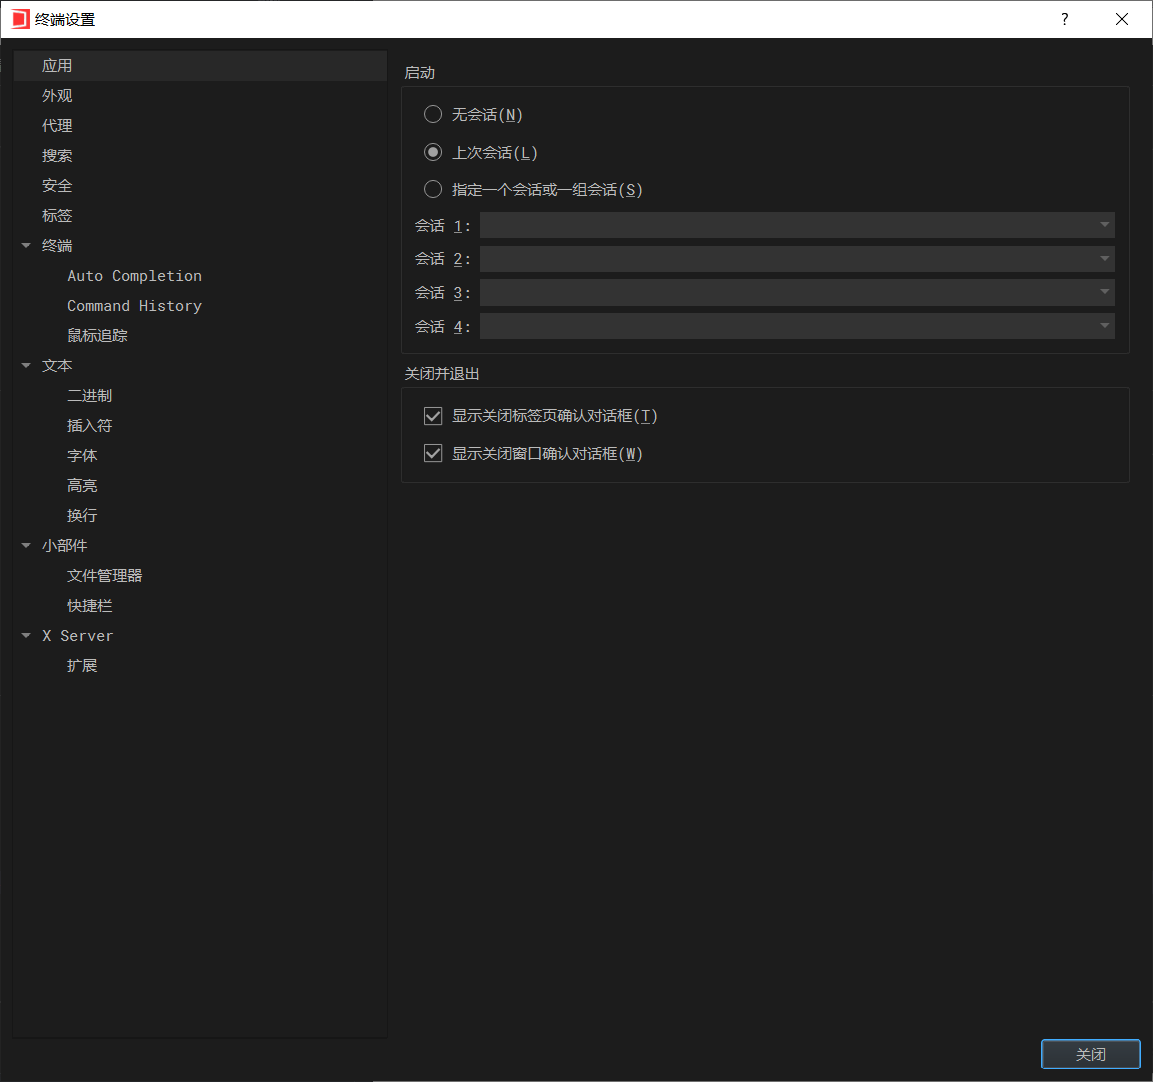 终端设置
?
应用
外观
代理
搜索
安全
标签
终端
Auto Completion
Command History
鼠标追踪
文本
二进制
插入符
字体
高亮
换行
小部件
文件管理器
快捷栏
X Server
扩展
启动
无会话(N)
上次会话(L)
指定一个会话或一组会话(S)
会话 1:
会话 2:
会话 3:
会话 4:
关闭并退出
显示关闭标签页确认对话框(T)
显示关闭窗口确认对话框(W)
关闭